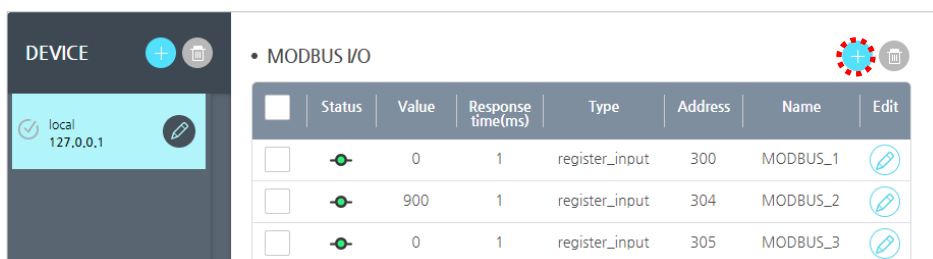 DEVICE
• MODBUS I/O
Status Value Response time(ms) Type Address Name Edit
local
127.0.0.1
0 1 register_input 300 MODBUS_1
900 1 register_input 304 MODBUS_2
0 1 register_input 305 MODBUS_3